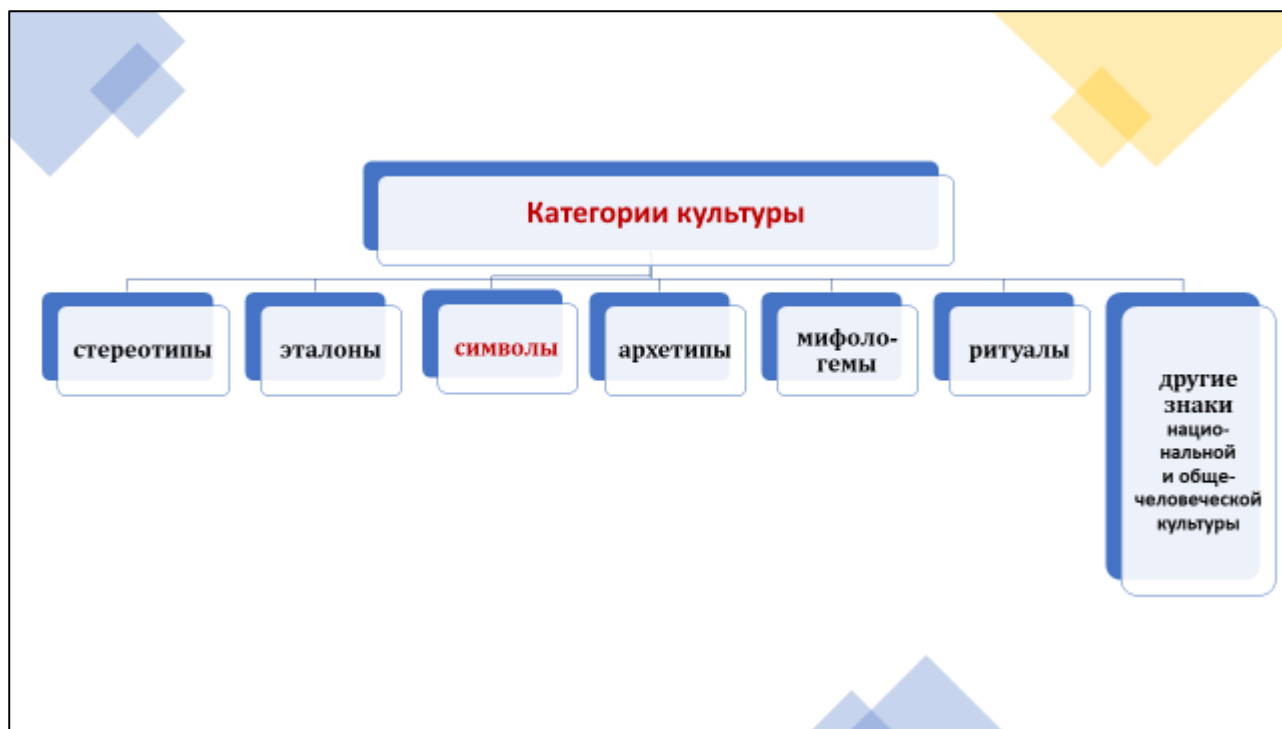 Категории культуры
стереотипы
эталоны
символы
архетипы
мифоло-
гемы
ритуалы
другие
знаки
нацио-
нальной
и обще-
человеческой
культуры